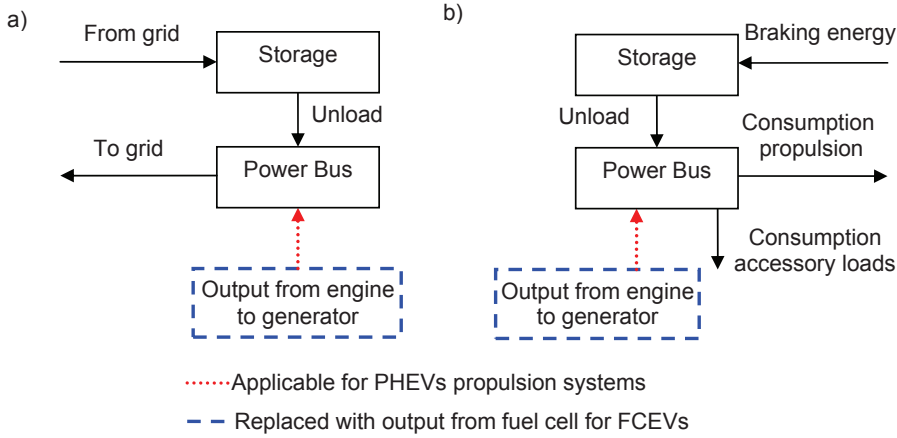 a)
From grid
Storage
Unload
To grid
Power Bus
Output from engine
to generator
b)
Braking energy
Storage
Unload
Consumption
propulsion
Power Bus
Consumption
accessory loads
Output from engine
to generator
Applicable for PHEVs propulsion systems
Replaced with output from fuel cell for FCEVs